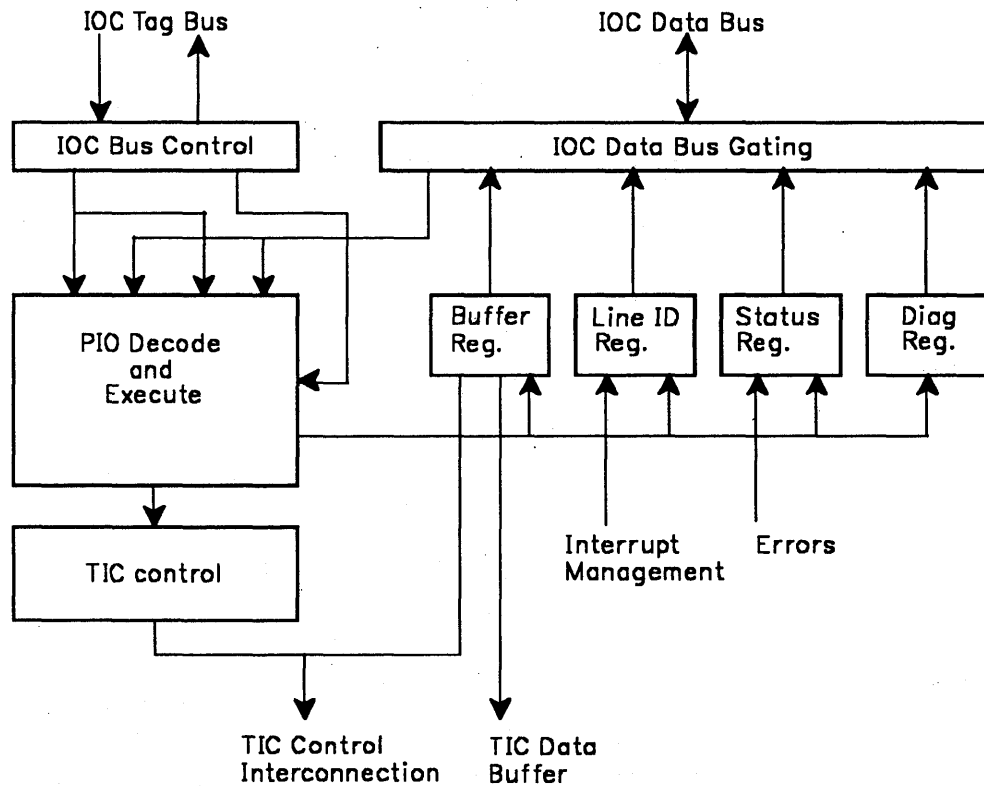 IOC Tag Bus
IOC Data Bus
IOC Bus Control
IOC Data Bus Gating
PIO Decode
and
Execute
Buffer
Reg.
Line ID
Reg.
Status
Reg.
Diag
Reg.
TIC control
Interrupt
Management
Errors
TIC Control
Interconnection
TIC Data
Buffer